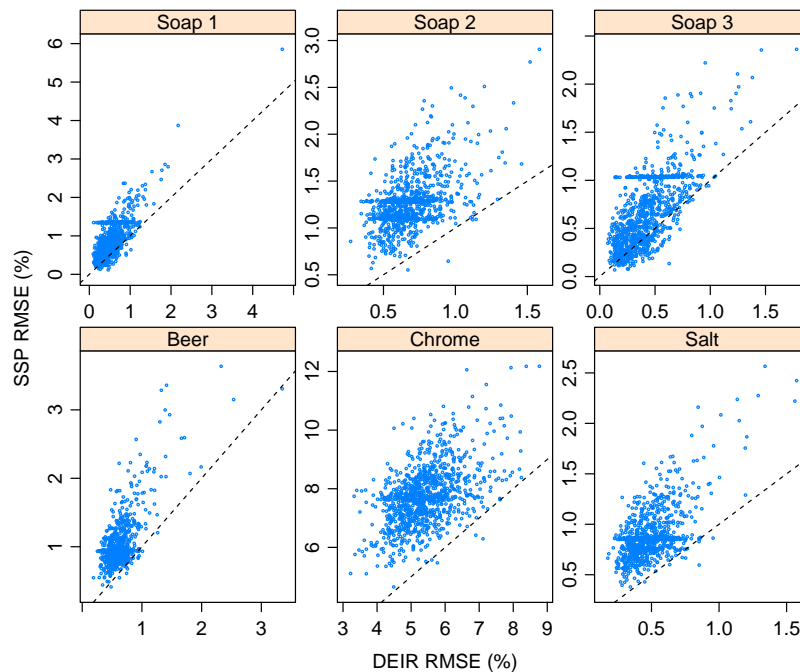 Soap 1 Soap 2 Soap 3
0 1 2 3 4 5 6
0.5 1.0 1.5 2.0 2.5 3.0
0.0 0.5 1.0 1.5 2.0
0 1 2 3 4
0.5 1.0 1.5
0.0 0.5 1.0 1.5
SSP RMSE (%)
Beer Chrome Salt
1 2 3
6 8 10 12
0.5 1.0 1.5 2.0 2.5
1 2 3
3 4 5 6 7 8 9
0.5 1.0 1.5
DEIR RMSE (%)